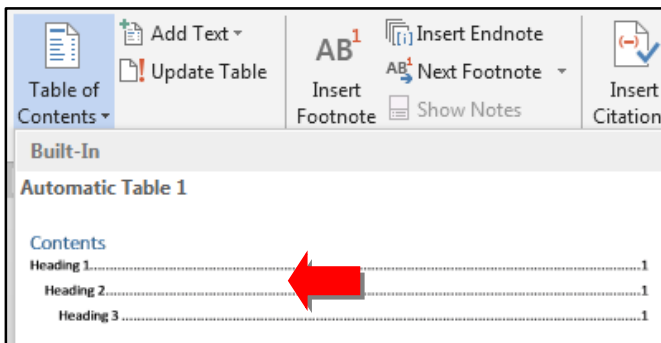 Table of
Contents
Add Text
Update Table
AB1
Insert
Footnote
[i] Insert Endnote
AB1 Next Footnote
Show Notes
(-)
Insert
Citation
Built-In
Automatic Table 1
Contents
Heading 1........................................................................................................................1
Heading 2........................................................................................................................1
Heading 3........................................................................................................................1